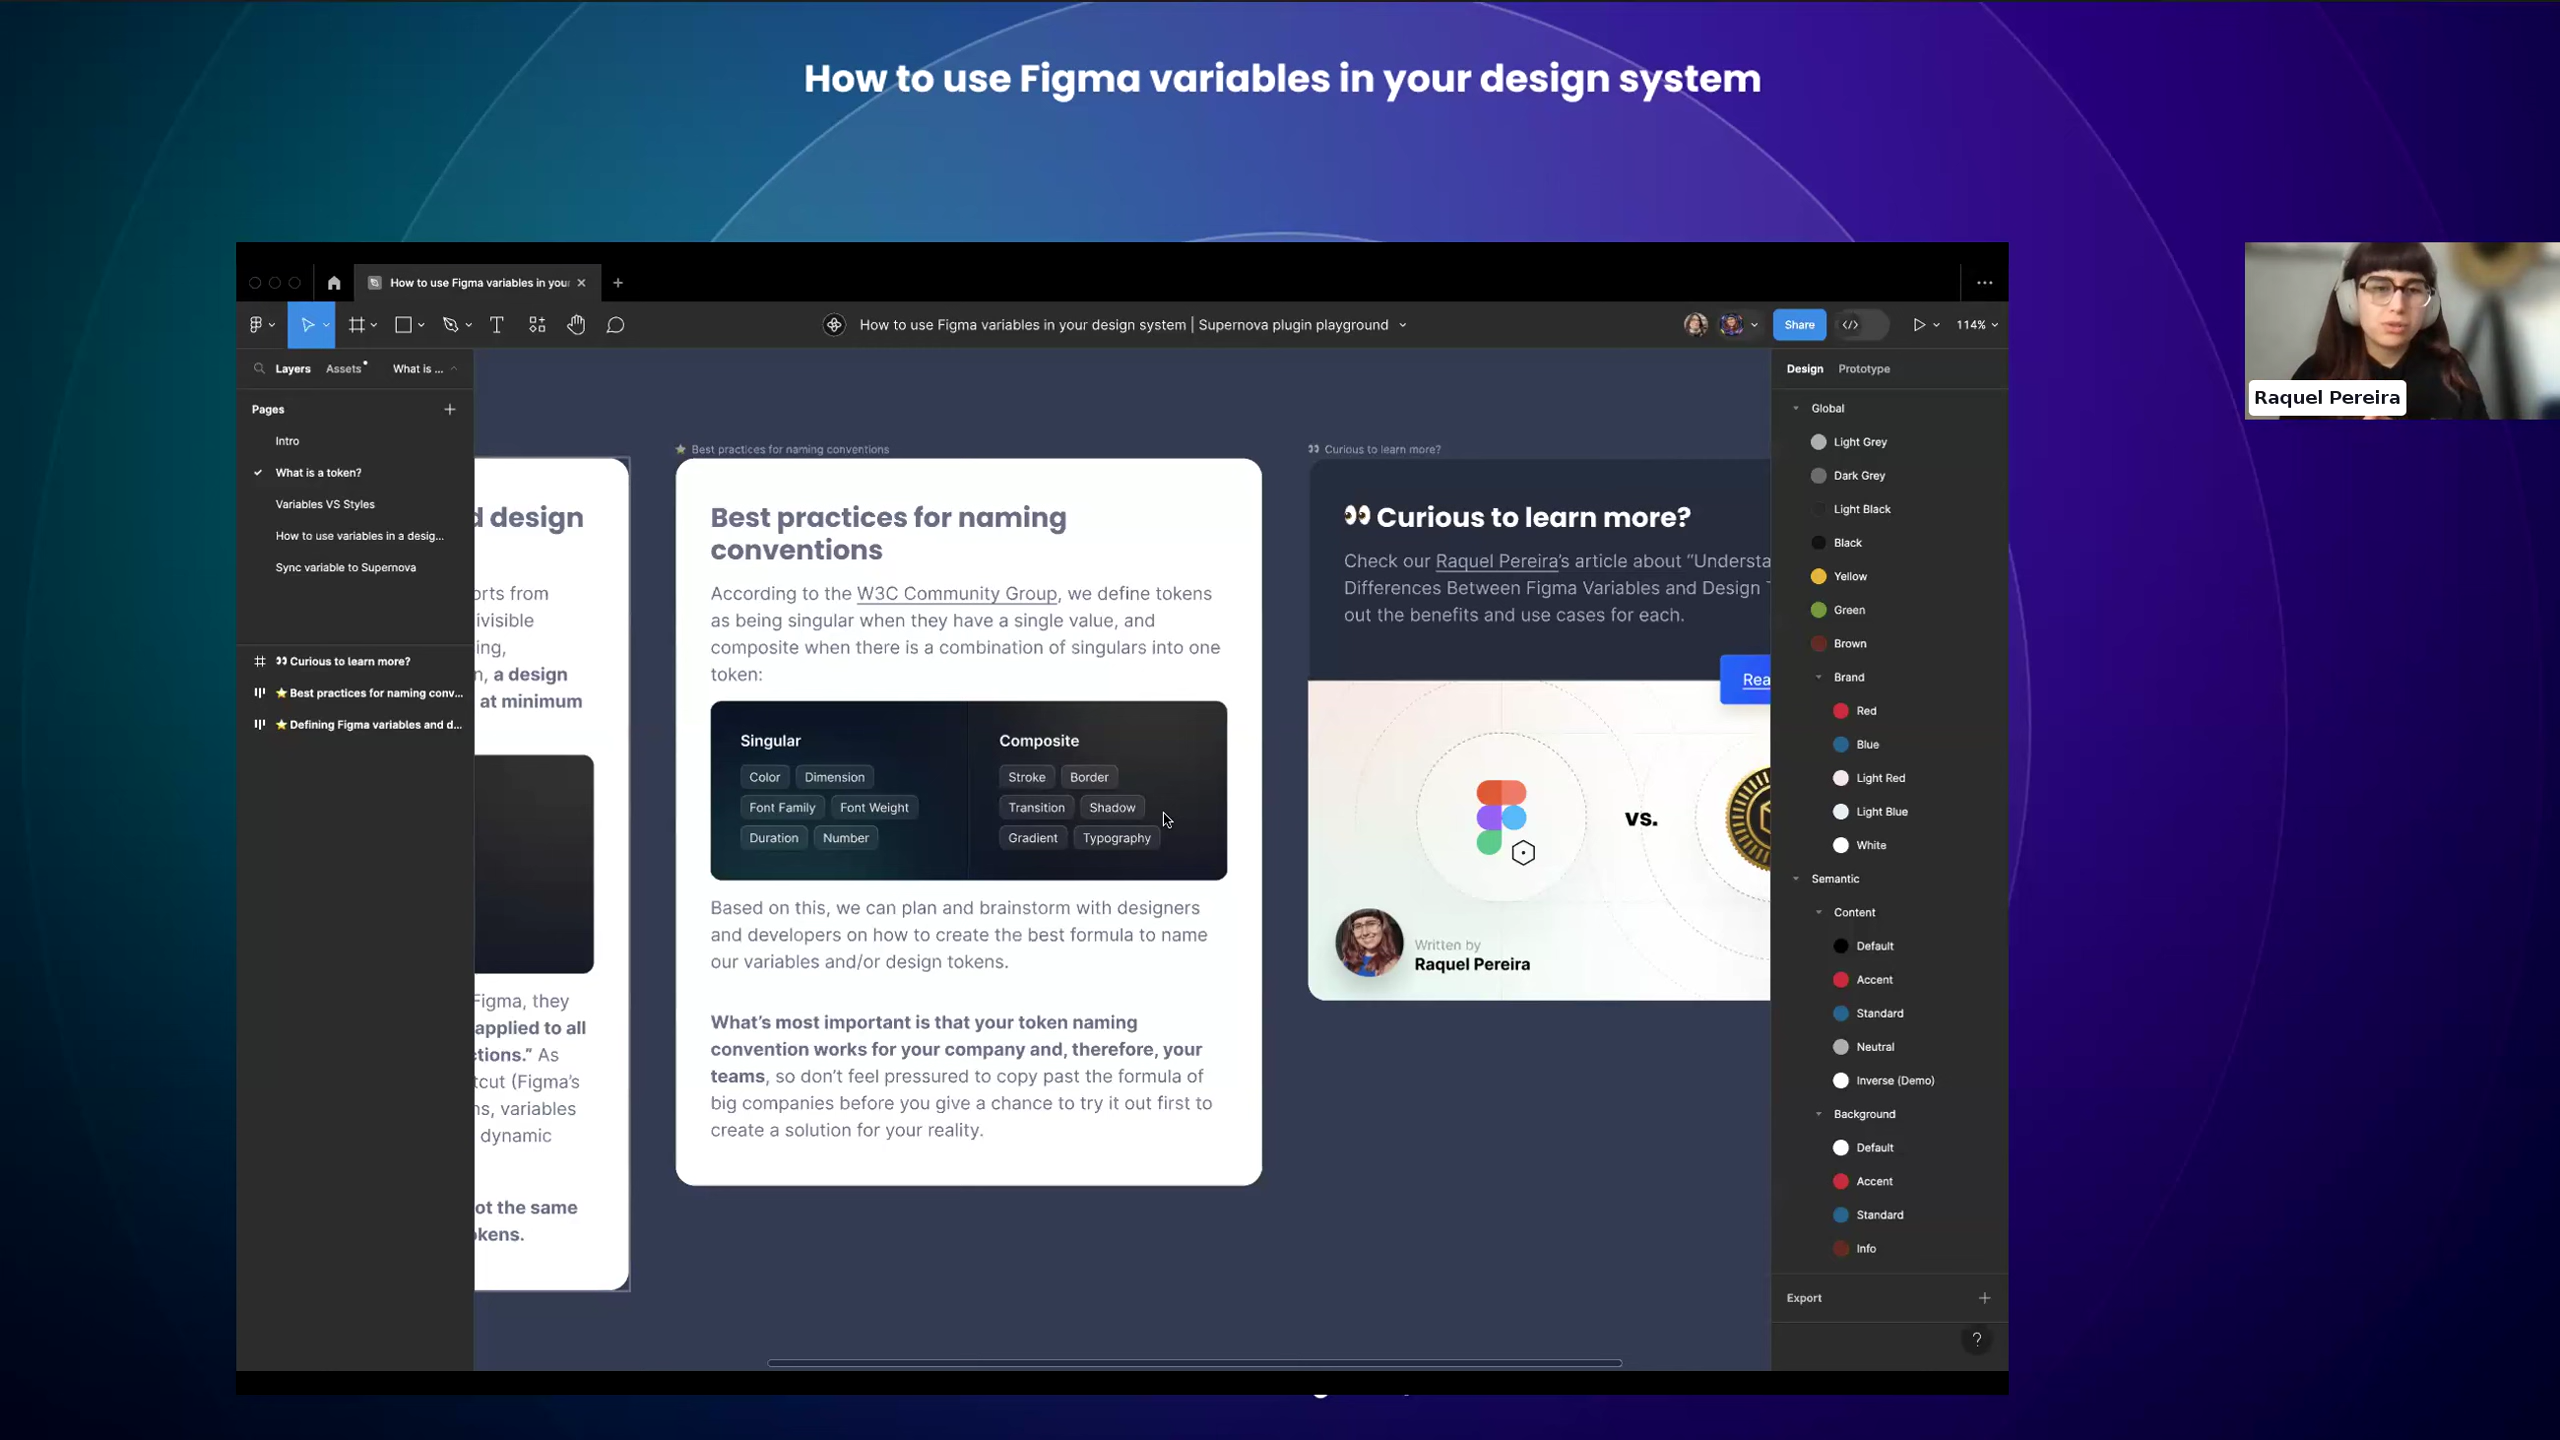 How to use Figma variables in your design system
How to use Figma variables in your
How to use Figma variables in your design system | Supernova plugin playground
Share
114%
Layers
Assets
What is ...
Pages
Intro
What is a token?
Variables VS Styles
How to use variables in a desig...
Sync variable to Supernova
👀 Curious to learn more?
⭐ Best practices for naming conv...
⭐ Defining Figma variables and d...
design
ivisible
ing,
a design
at minimum
Figma, they
applied to all
As
(Figma's
variables
dynamic
ot the same
kens.
⭐ Best practices for naming conventions
Best practices for naming
conventions
According to the W3C Community Group, we define tokens
as being singular when they have a single value, and
composite when there is a combination of singulars into one
token:
Singular
Color
Dimension
Font Family
Font Weight
Duration
Number
Composite
Stroke
Border
Transition
Shadow
Gradient
Typography
Based on this, we can plan and brainstorm with designers
and developers on how to create the best formula to name
our variables and/or design tokens.
What's most important is that your token naming
convention works for your company and, therefore, your
teams, so don't feel pressured to copy past the formula of
big companies before you give a chance to try it out first to
create a solution for your reality.
👀 Curious to learn more?
👀 Curious to learn more?
Check our Raquel Pereira's article about “Understa
Differences Between Figma Variables and Design
out the benefits and use cases for each.
Rea
vs.
Written by
Raquel Pereira
Design
Prototype
Global
Light Grey
Dark Grey
Light Black
Black
Yellow
Green
Brown
Brand
Red
Blue
Light Red
Light Blue
White
Semantic
Content
Default
Accent
Standard
Neutral
Inverse (Demo)
Background
Default
Accent
Standard
Info
Export
?
Raquel Pereira